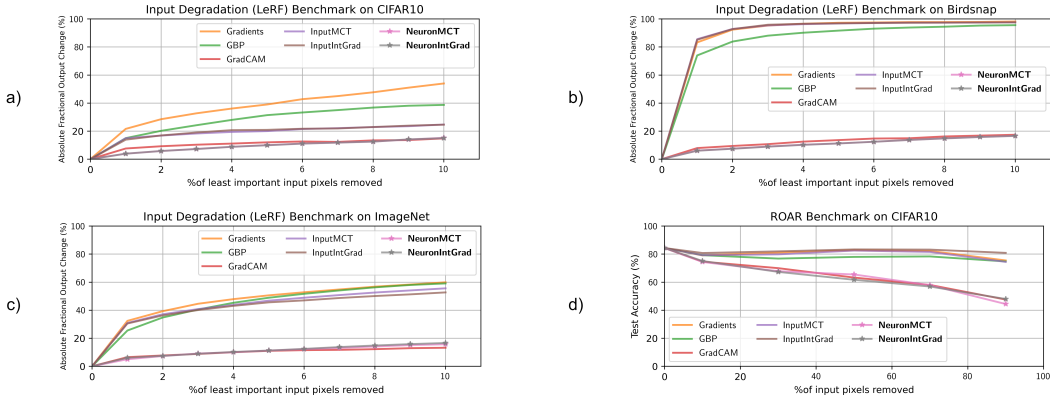 a)
Input Degradation (LeRF) Benchmark on CIFAR10
Absolute Fractional Output Change (%)
100
80
60
40
20
0
Gradients InputMCT NeuronMCT
GBP InputIntGrad NeuronIntGrad
GradCAM
0 2 4 6 8 10
%of least important input pixels removed
b)
Input Degradation (LeRF) Benchmark on Birdsnap
Absolute Fractional Output Change (%)
100
80
60
40
20
0
Gradients InputMCT NeuronMCT
GBP InputIntGrad NeuronIntGrad
GradCAM
0 2 4 6 8 10
%of least important input pixels removed
c)
Input Degradation (LeRF) Benchmark on ImageNet
Absolute Fractional Output Change (%)
100
80
60
40
20
0
Gradients InputMCT NeuronMCT
GBP InputIntGrad NeuronIntGrad
GradCAM
0 2 4 6 8 10
%of least important input pixels removed
d)
ROAR Benchmark on CIFAR10
Test Accuracy (%)
100
80
60
40
20
0
Gradients InputMCT NeuronMCT
GBP InputIntGrad NeuronIntGrad
GradCAM
0 20 40 60 80 100
%of input pixels removed